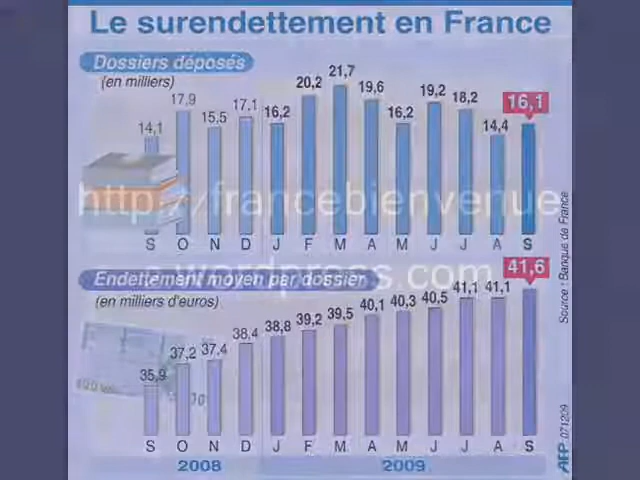 Le surendettement en France
Dossiers déposés
(en milliers)
14,1 17,9 15,5 17,1 16,2 20,2 21,7 19,6 16,2 19,2 18,2 14,4 16,1
http://francebienvenue
S O N D J F M A M J J A S
wordpress.com
Endettement moyen par dossier
(en milliers d'euros)
35,9 37,2 37,4 38,4 38,8 39,2 39,5 40,1 40,3 40,5 41,1 41,1 41,6
S O N D J F M A M J J A S
2008 2009
Source : Banque de France
AFP 071209